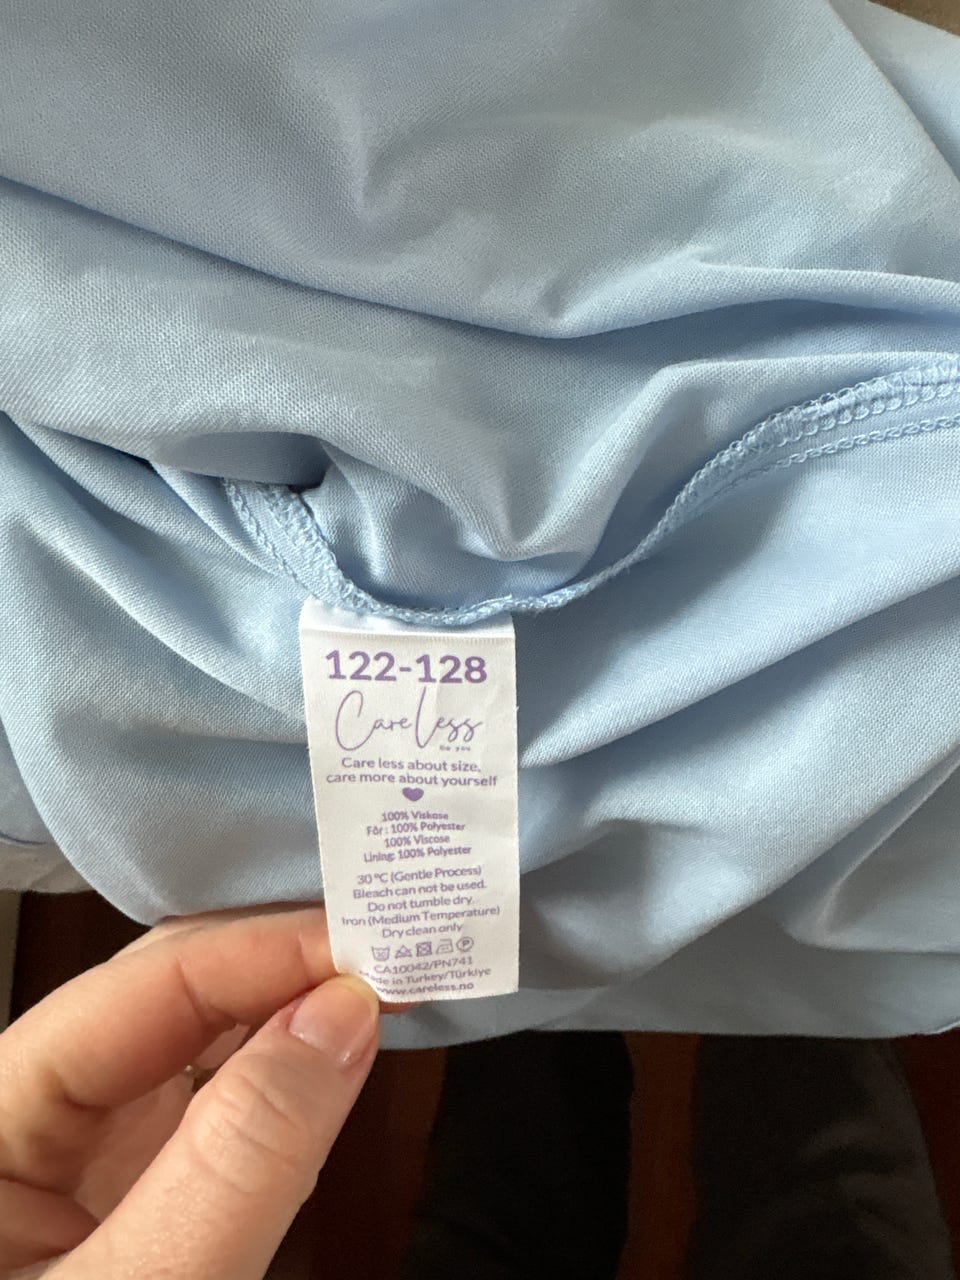 122-128
Care Less
be you
Care less about size,
care more about yourself
100% Viskose
Fôr : 100% Polyester
100% Viscose
Lining: 100% Polyester
30 °C (Gentle Process)
Bleach can not be used.
Do not tumble dry.
Iron (Medium Temperature)
Dry clean only
P
CA10042/PN741
Made in Turkey/Türkiye
www.careless.no